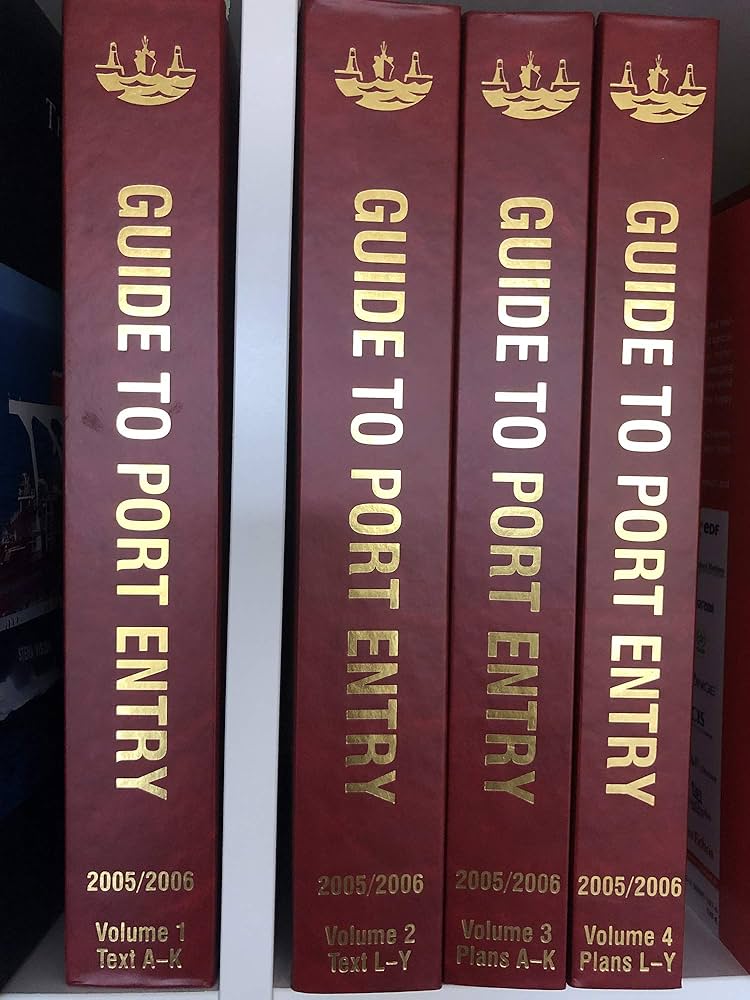 GUIDE TO PORT ENTRY
2005/2006
Volume 1
Text A–K
GUIDE TO PORT ENTRY
2005/2006
Volume 2
Text L–Y
GUIDE TO PORT ENTRY
2005/2006
Volume 3
Plans A–K
GUIDE TO PORT ENTRY
2005/2006
Volume 4
Plans L–Y
eDF